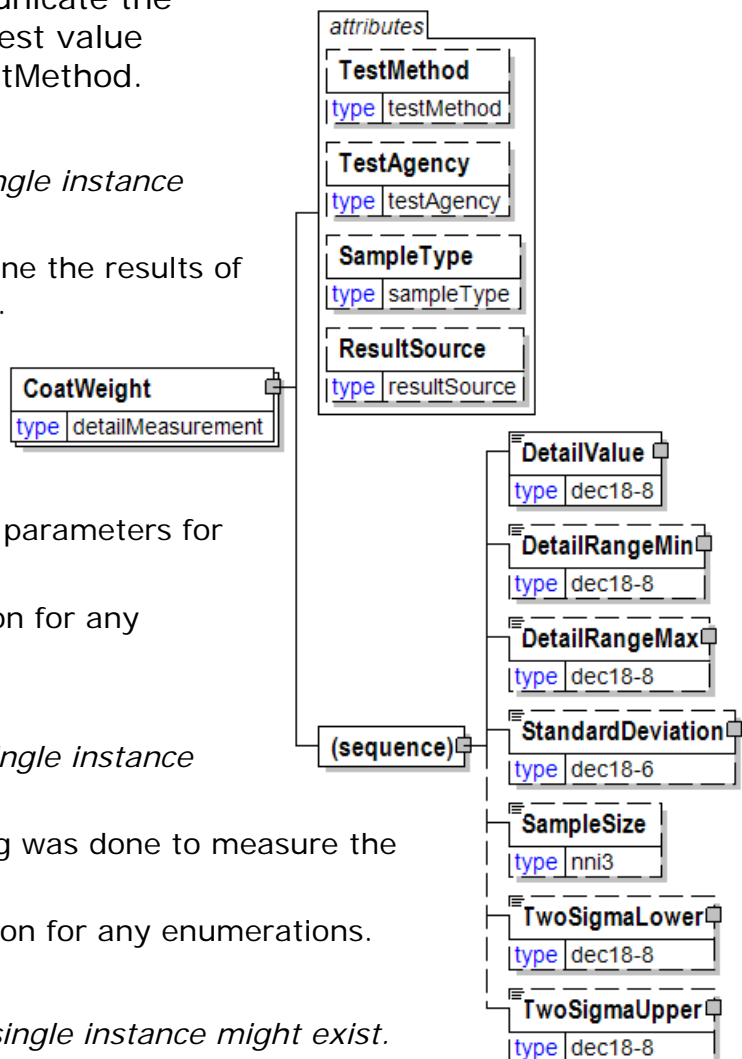 unicate the
est value
tMethod.
ngle instance
ne the results of
.
parameters for
on for any
ngle instance
g was done to measure the
on for any enumerations.
single instance might exist.
CoatWeight
type detailMeasurement
attributes
TestMethod
type testMethod
TestAgency
type testAgency
SampleType
type sampleType
ResultSource
type resultSource
(sequence)
DetailValue
type dec18-8
DetailRangeMin
type dec18-8
DetailRangeMax
type dec18-8
StandardDeviation
type dec18-6
SampleSize
type nni3
TwoSigmaLower
type dec18-8
TwoSigmaUpper
type dec18-8